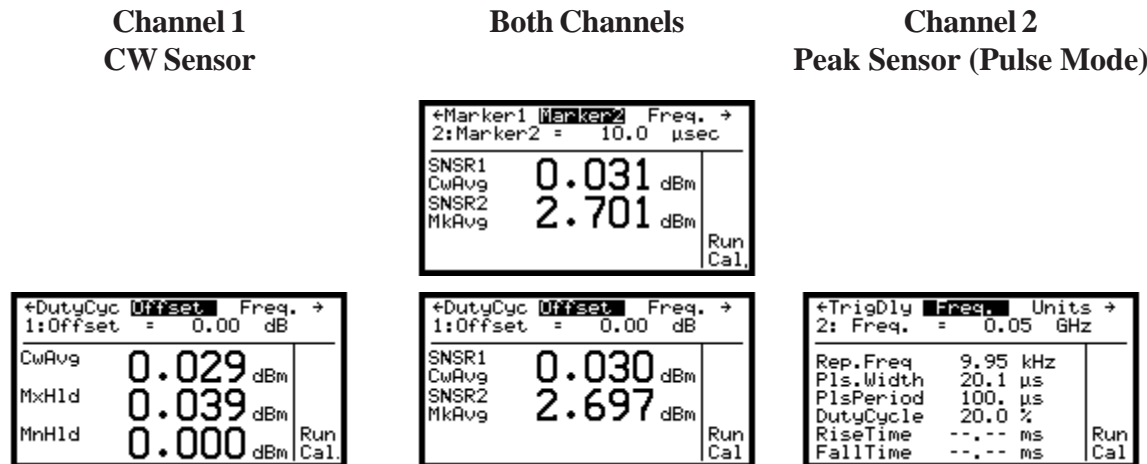 Channel 1
CW Sensor
Both Channels
Channel 2
Peak Sensor (Pulse Mode)
←Marker1 Marker2 Freq. →
2:Marker2 = 10.0 µsec
SNSR1
CwAvg 0.031 dBm
SNSR2
MkAvg 2.701 dBm
Run
Cal.
←DutyCyc Offset Freq. →
1:Offset = 0.00 dB
CwAvg 0.029 dBm
MxHld 0.039 dBm
MnHld 0.000 dBm
Run
Cal.
←DutyCyc Offset Freq. →
1:Offset = 0.00 dB
SNSR1
CwAvg 0.030 dBm
SNSR2
MkAvg 2.697 dBm
Run
Cal
←TrigDly Freq. Units →
2: Freq. = 0.05 GHz
Rep.Freq 9.95 kHz
Pls.Width 20.1 µs
PlsPeriod 100. µs
DutyCycle 20.0 %
RiseTime --.-- ms
FallTime --.-- ms
Run
Cal